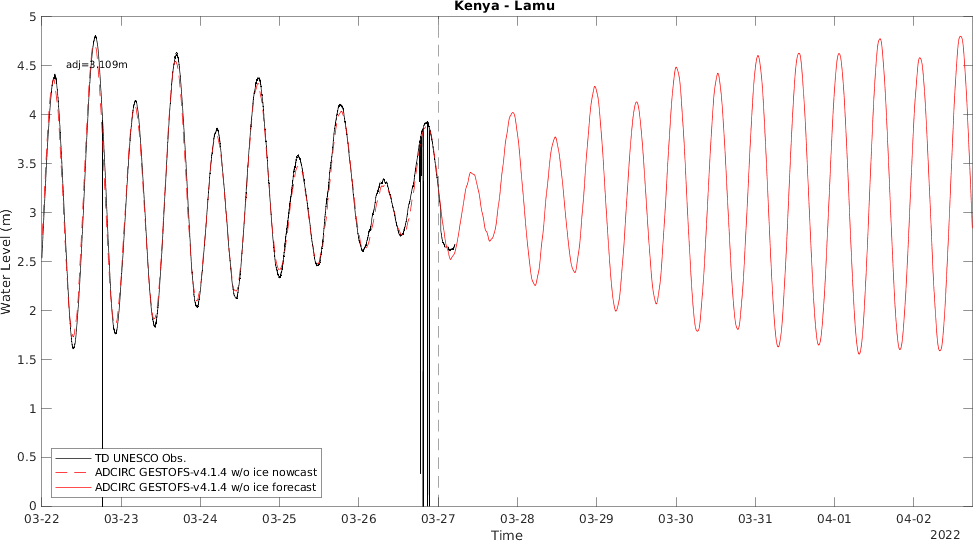 Kenya - Lamu
5
4.5
4
3.5
3
2.5
2
1.5
1
0.5
0
Water Level (m)
adj=3.109m
TD UNESCO Obs.
ADCIRC GESTOFS-v4.1.4 w/o ice nowcast
ADCIRC GESTOFS-v4.1.4 w/o ice forecast
03-22 03-23 03-24 03-25 03-26 03-27 03-28 03-29 03-30 03-31 04-01 04-02
Time
2022